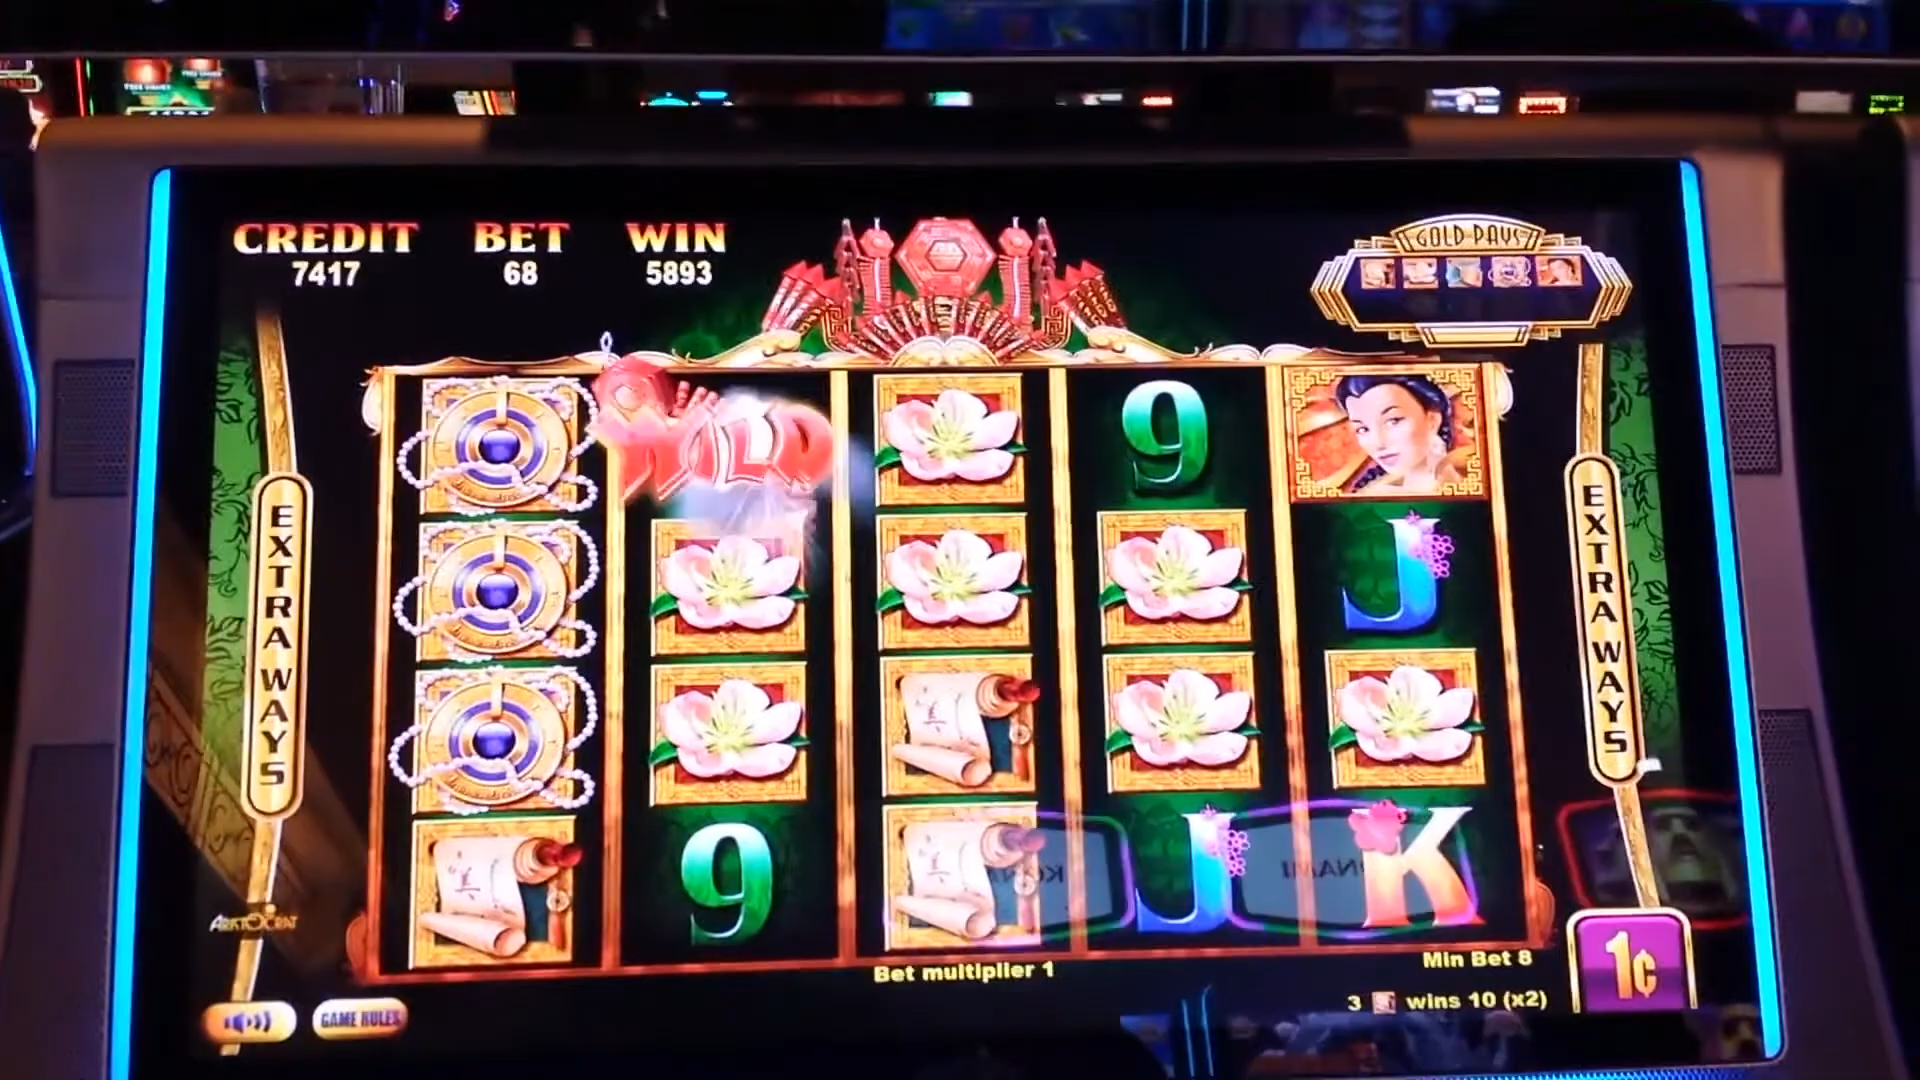 CREDIT BET WIN
7417 68 5893
GOLD PAYS
WILD
9
J
9
J
K
EXTRA WAYS
EXTRA WAYS
ARISTOCRAT
Bet multiplier 1
Min Bet 8
3 wins 10 (x2)
1¢
GAME RULES